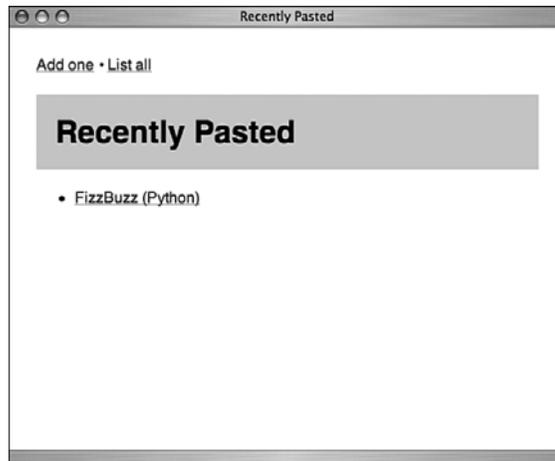 Recently Pasted
Add one • List all
Recently Pasted
• FizzBuzz (Python)